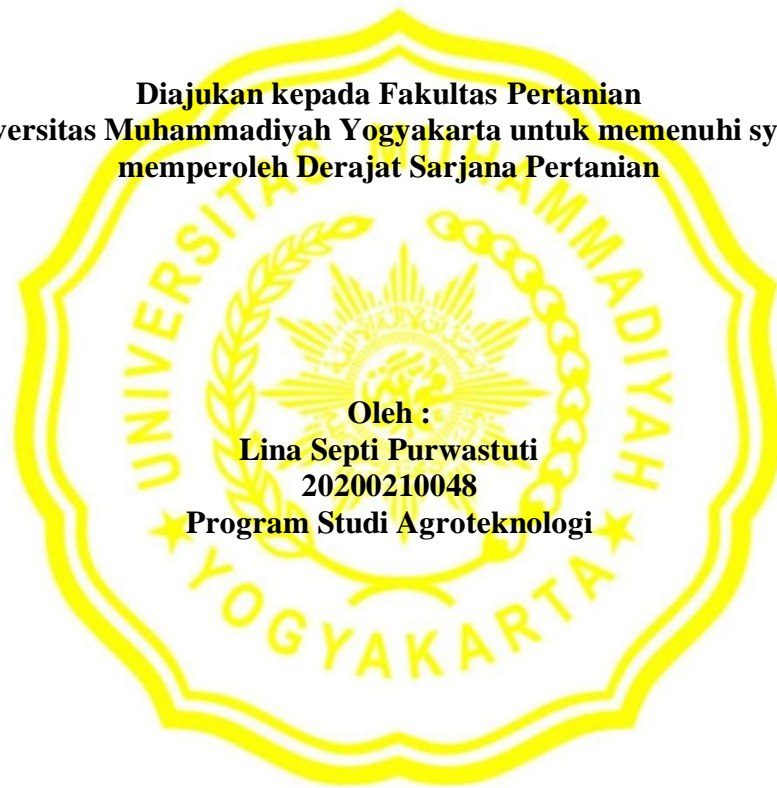 Diajukan kepada Fakultas Pertanian
versitas Muhammadiyah Yogyakarta untuk memenuhi sy
memperoleh Derajat Sarjana Pertanian
UNIVERSITAS MUHAMMADIYAH
Oleh :
Lina Septi Purwastuti
20200210048
Program Studi Agroteknologi
YOGYAKARTA